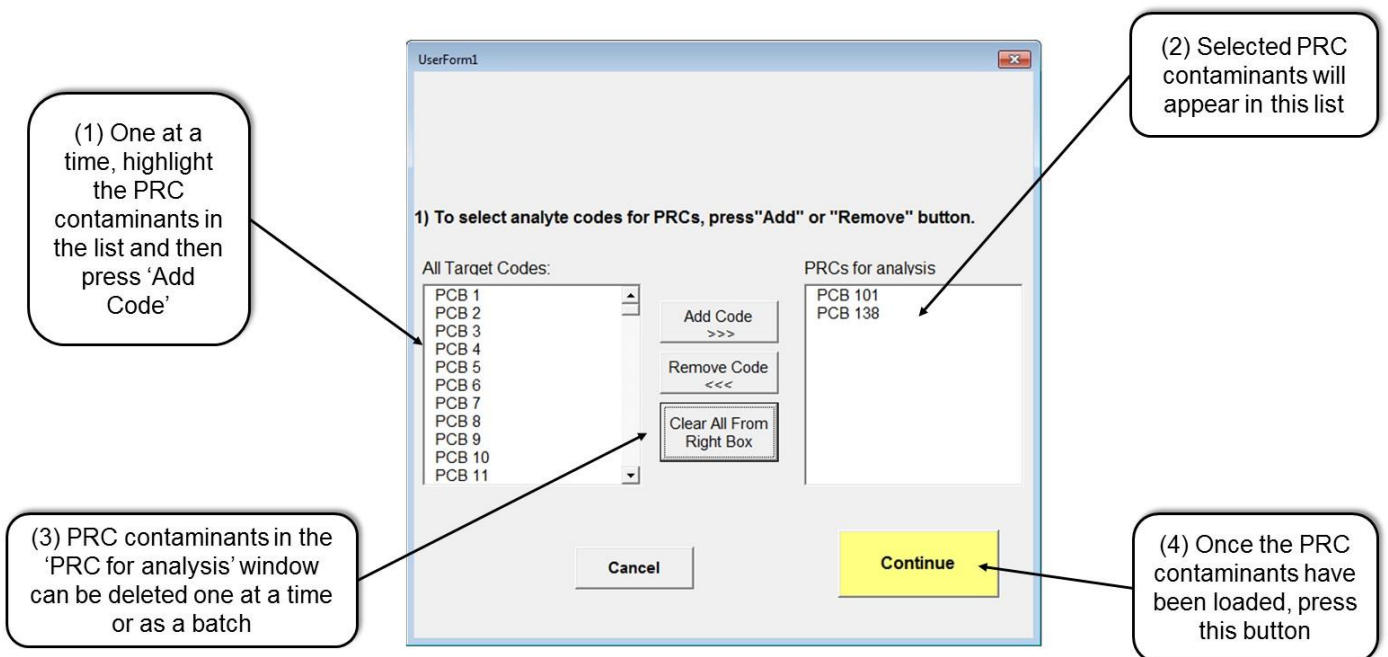 UserForm1
(1) One at a
time, highlight
the PRC
contaminants in
the list and then
press ‘Add
Code’
(2) Selected PRC
contaminants will
appear in this list
1) To select analyte codes for PRCs, press"Add" or "Remove" button.
All Target Codes:
PCB 1
PCB 2
PCB 3
PCB 4
PCB 5
PCB 6
PCB 7
PCB 8
PCB 9
PCB 10
PCB 11
Add Code
>>>
Remove Code
<<<
Clear All From
Right Box
PRCs for analysis
PCB 101
PCB 138
(3) PRC contaminants in the
‘PRC for analysis’ window
can be deleted one at a time
or as a batch
Cancel
Continue
(4) Once the PRC
contaminants have
been loaded, press
this button